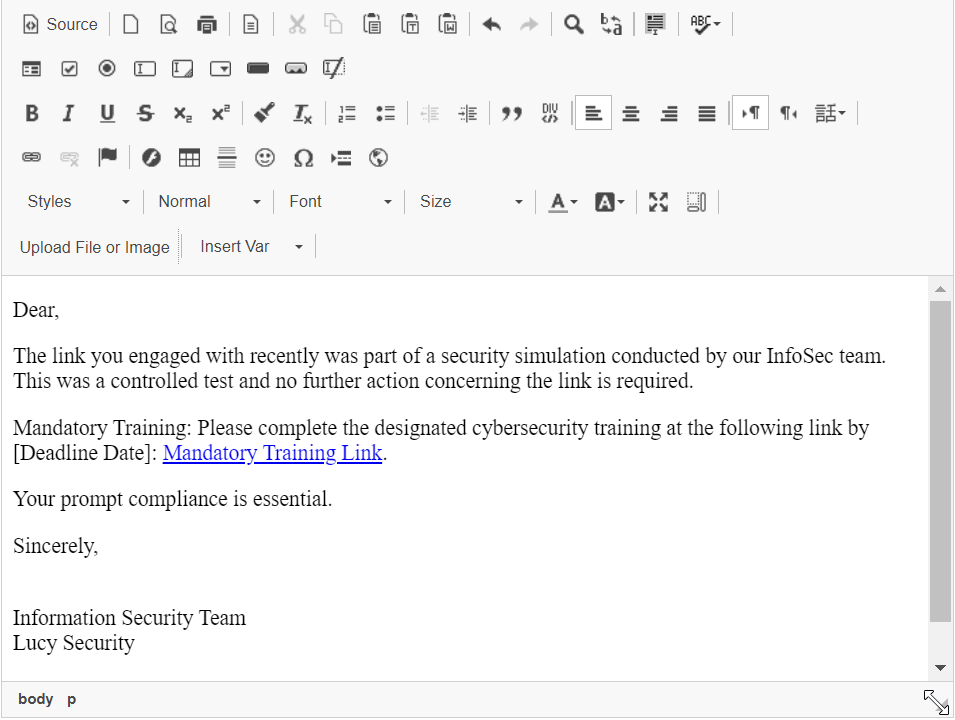 Source
Styles Normal Font Size
Upload File or Image Insert Var
Dear,
The link you engaged with recently was part of a security simulation conducted by our InfoSec team.
This was a controlled test and no further action concerning the link is required.
Mandatory Training: Please complete the designated cybersecurity training at the following link by
[Deadline Date]: Mandatory Training Link.
Your prompt compliance is essential.
Sincerely,
Information Security Team
Lucy Security
body p